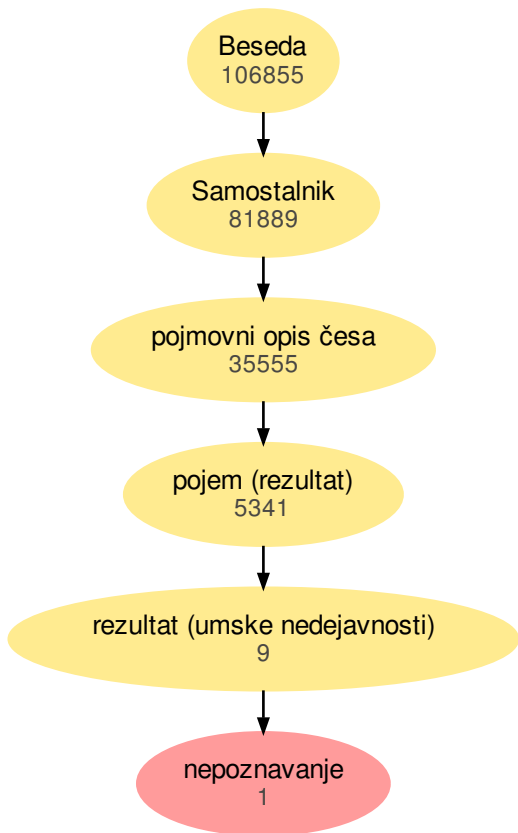 Beseda
106855
Samostalnik
81889
pojmovni opis česa
35555
pojem (rezultat)
5341
rezultat (umske nedejavnosti)
9
nepoznavanje
1